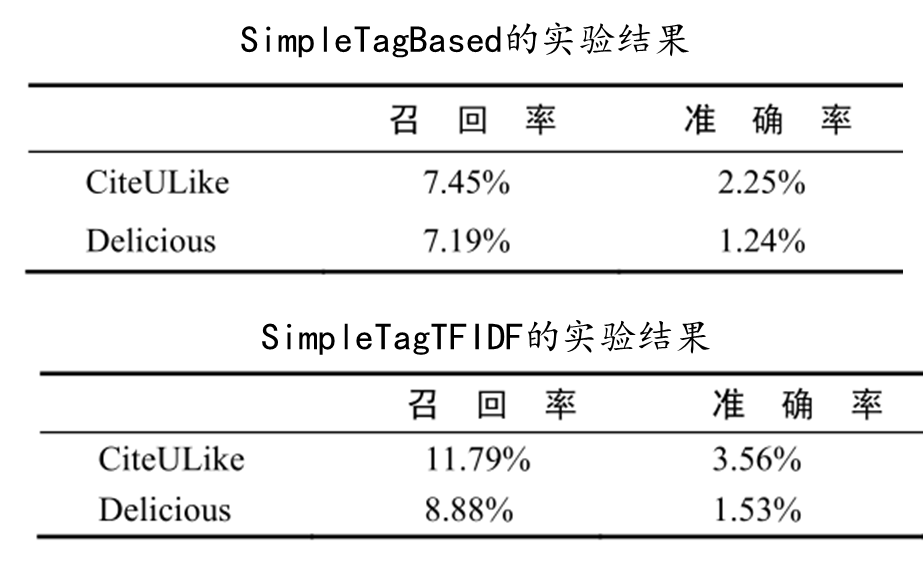 SimpleTagBased的实验结果
召回率 准确率
CiteULike 7.45% 2.25%
Delicious 7.19% 1.24%
SimpleTagTFIDF的实验结果
召回率 准确率
CiteULike 11.79% 3.56%
Delicious 8.88% 1.53%